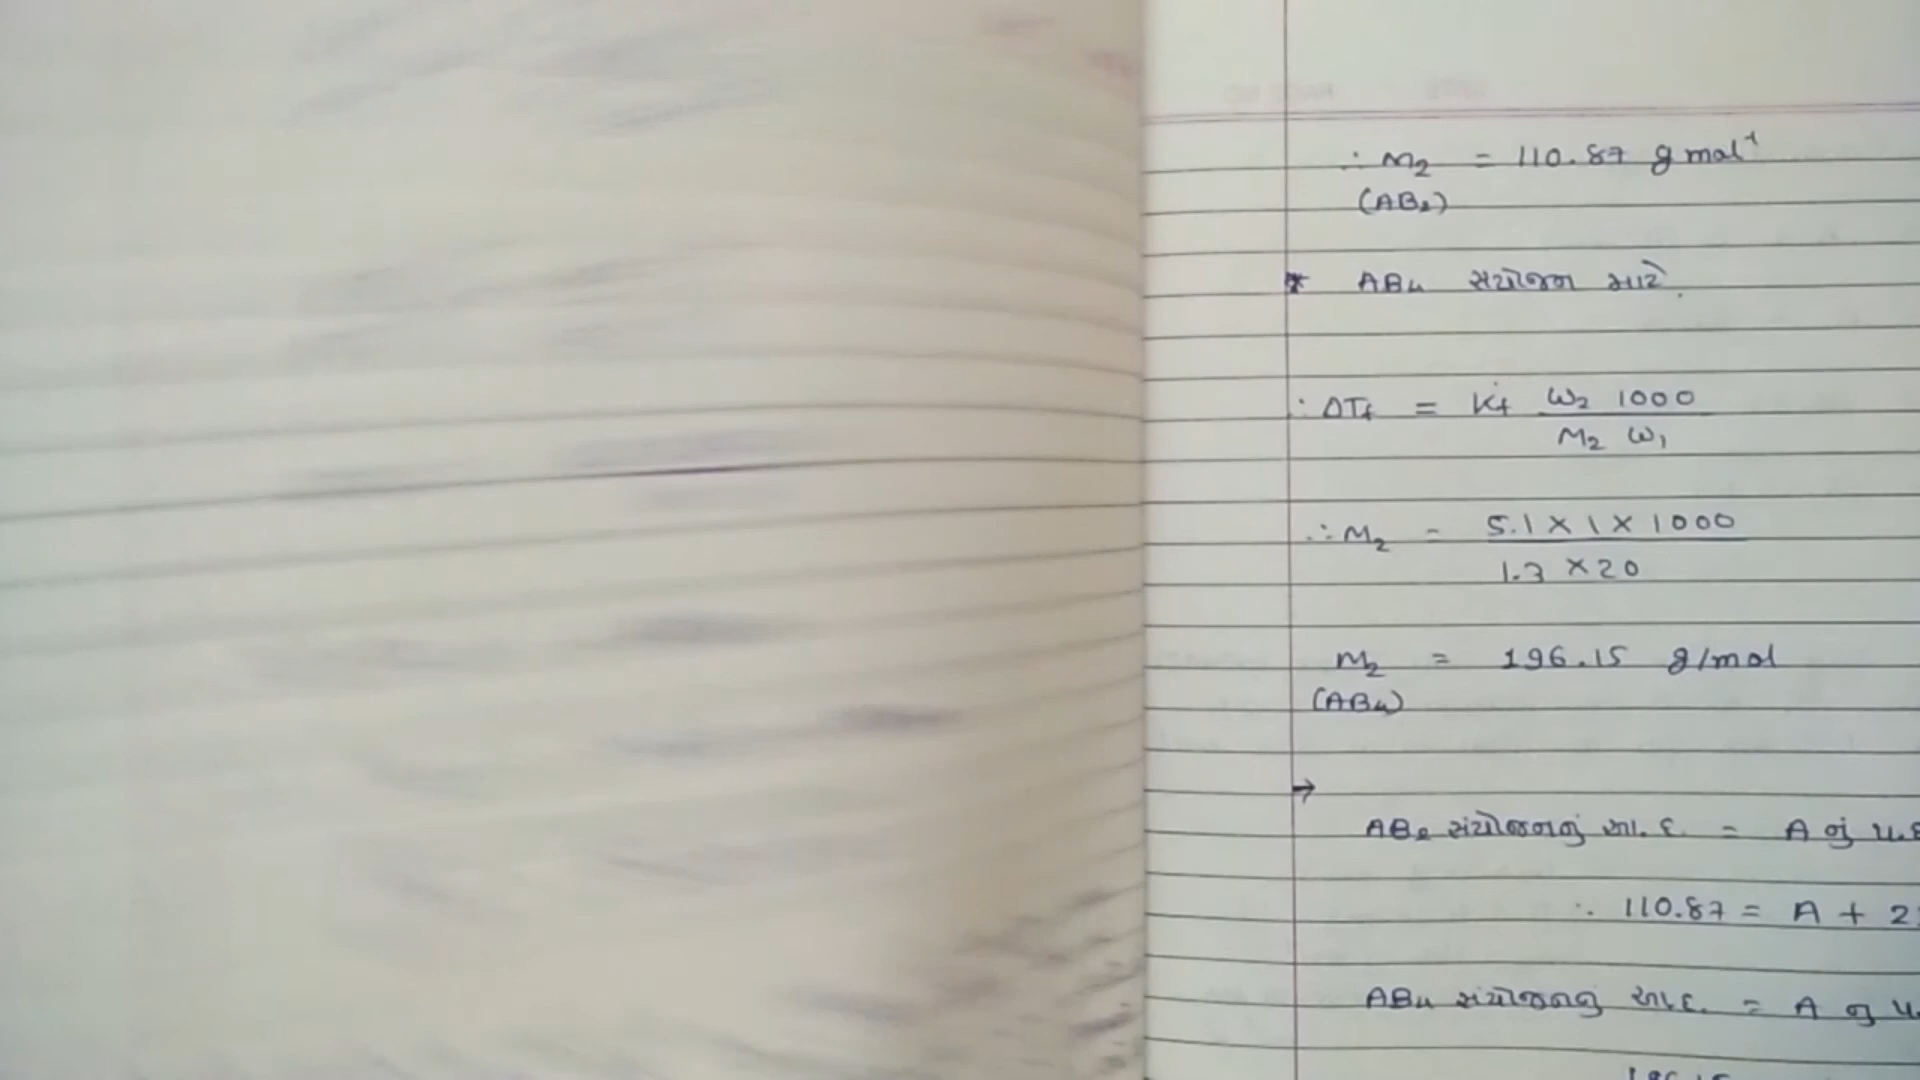 ∴ M₂ = 110.87 g mol⁻¹
(AB₂)
* AB₄ સંયોજન માટે.
∴ ΔTf = Kf w₂ 1000 / M₂ w₁
∴ M₂ = 5.1 × 1 × 1000 / 1.3 × 20
M₂ = 196.15 g/mol
(AB₄)
→
AB₂ સંયોજનનું આ.દ. = A નું પ.
∴ 110.87 = A + 2
AB₄ સંયોજનનું આ.દ. = A નું